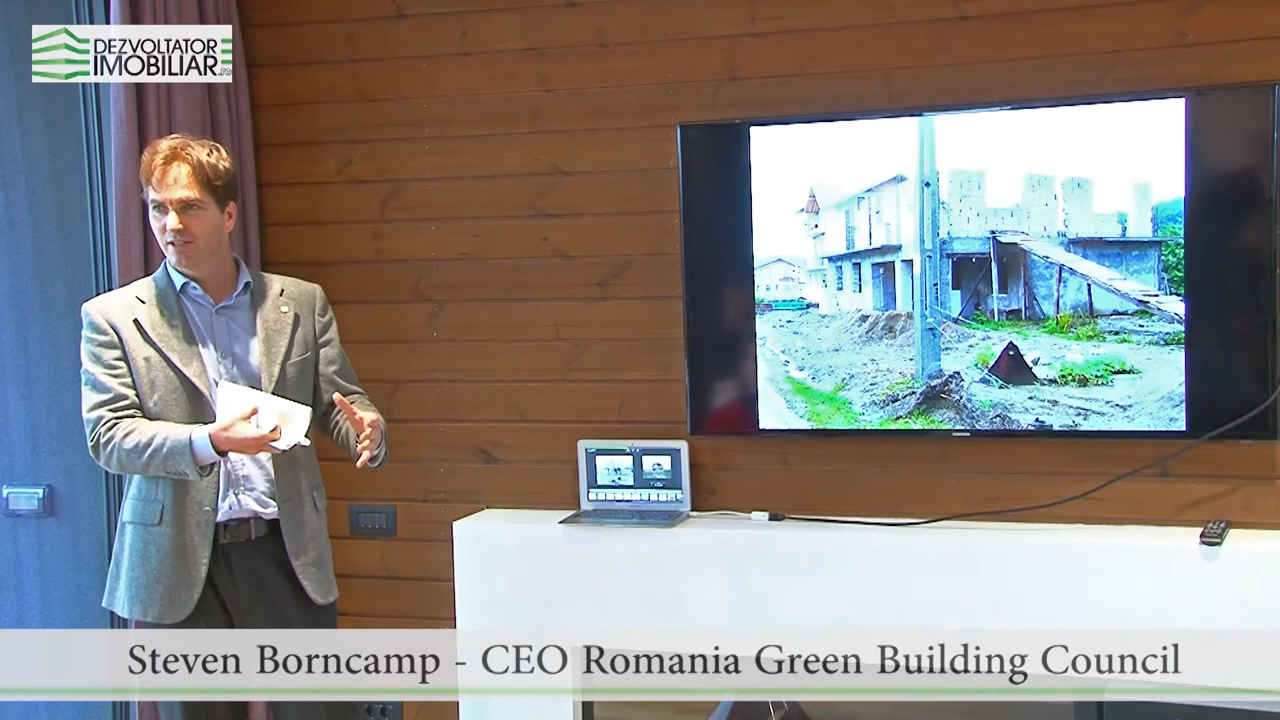 DEZVOLTATOR
IMOBILIAR.ro
Steven Borncamp - CEO Romania Green Building Council